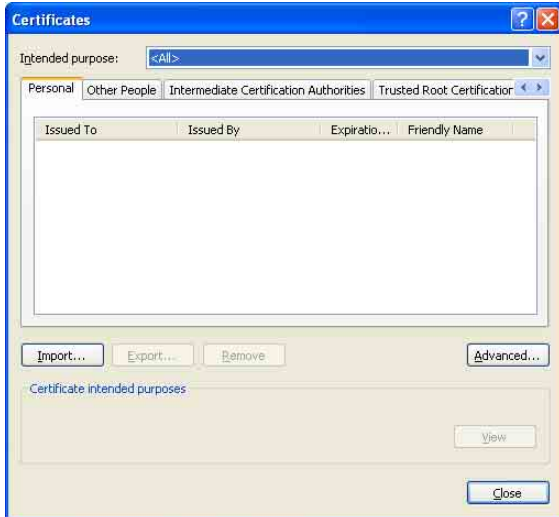 Certificates
Intended purpose: <All>
Personal Other People Intermediate Certification Authorities Trusted Root Certification
Issued To Issued By Expiratio... Friendly Name
Import... Export... Remove Advanced...
Certificate intended purposes
View
Close